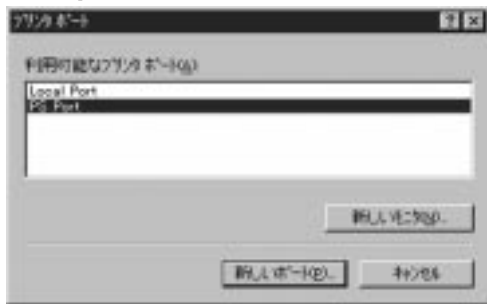 プリンタ ポート
利用可能なプリンタ ポート(A)
Local Port
PS Port
新しいモニタ(M)...
新しいポート(P)...
キャンセル